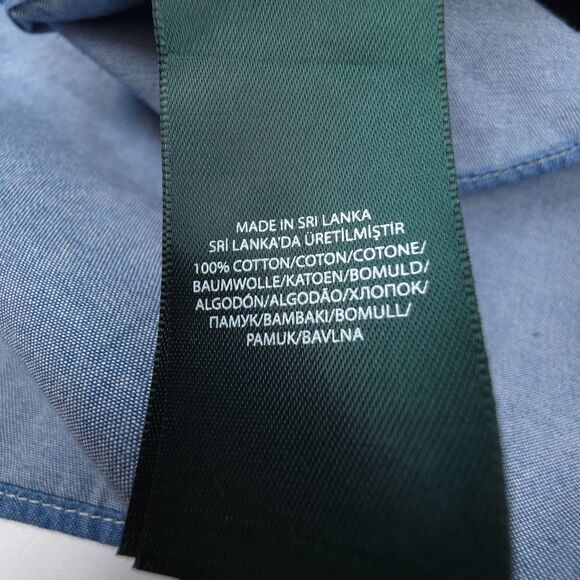 MADE IN SRI LANKA
SRİ LANKA'DA ÜRETİLMİŞTİR
100% COTTON/COTON/COTONE/
BAUMWOLLE/KATOEN/BOMULD/
ALGODÓN/ALGODÃO/ХЛОПОК/
ПАМУК/BAMBAKI/BOMULL/
PAMUK/BAVLNA